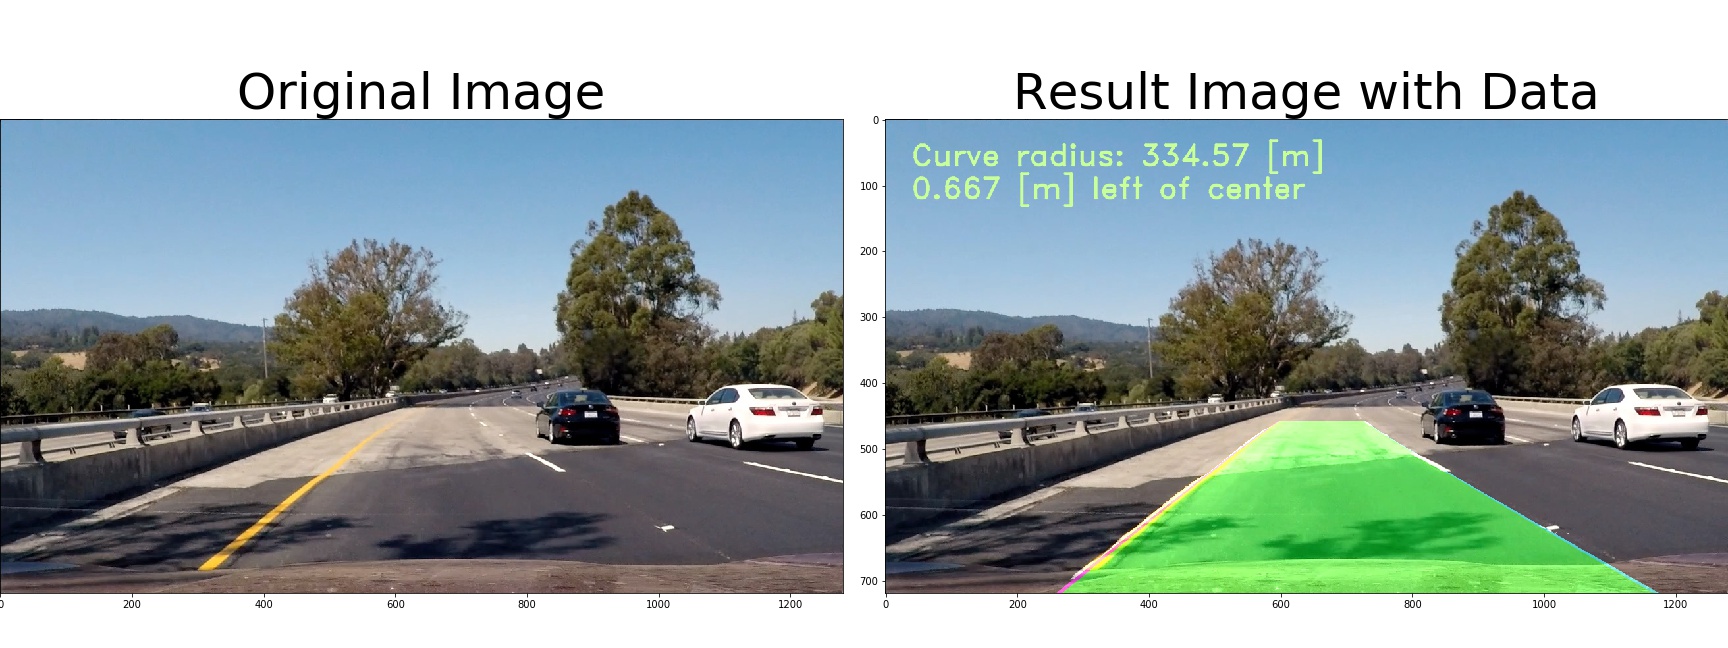 Original Image
Result Image with Data
Curve radius: 334.57 [m]
0.667 [m] left of center
0
100
200
300
400
500
600
700
0 200 400 600 800 1000 1200
0 200 400 600 800 1000 1200